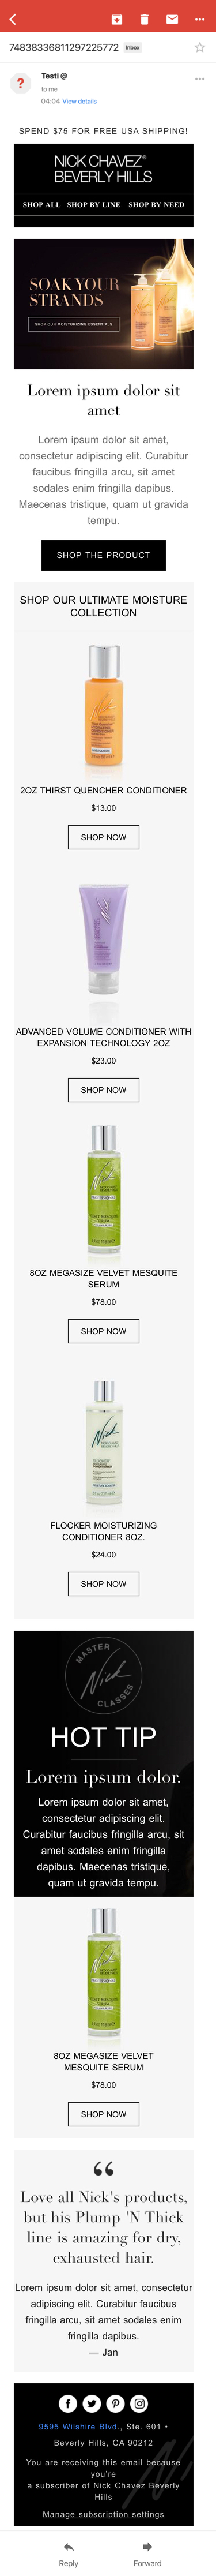 74838336811297225772 Inbox
?
Testi @
to me
04:04 View details
SPEND $75 FOR FREE USA SHIPPING!
NICK CHAVEZ®
BEVERLY HILLS
SHOP ALL SHOP BY LINE SHOP BY NEED
SOAK YOUR
STRANDS
SHOP OUR MOISTURIZING ESSENTIALS
Lorem ipsum dolor sit
amet
Lorem ipsum dolor sit amet,
consectetur adipiscing elit. Curabitur
faucibus fringilla arcu, sit amet
sodales enim fringilla dapibus.
Maecenas tristique, quam ut gravida
tempu.
SHOP THE PRODUCT
SHOP OUR ULTIMATE MOISTURE
COLLECTION
2OZ THIRST QUENCHER CONDITIONER
$13.00
SHOP NOW
ADVANCED VOLUME CONDITIONER WITH
EXPANSION TECHNOLOGY 2OZ
$23.00
SHOP NOW
Nick
8OZ MEGASIZE VELVET MESQUITE
SERUM
$78.00
SHOP NOW
Nick
FLOCKER
FLOCKER MOISTURIZING
CONDITIONER 8OZ.
$24.00
SHOP NOW
MASTER
Nick
CLASSES
HOT TIP
Lorem ipsum dolor.
Lorem ipsum dolor sit amet,
consectetur adipiscing elit.
Curabitur faucibus fringilla arcu, sit
amet sodales enim fringilla
dapibus. Maecenas tristique,
quam ut gravida tempu.
Nick
8OZ MEGASIZE VELVET
MESQUITE SERUM
$78.00
SHOP NOW
“
Love all Nick's products,
but his Plump 'N Thick
line is amazing for dry,
exhausted hair.
Lorem ipsum dolor sit amet, consectetur
adipiscing elit. Curabitur faucibus
fringilla arcu, sit amet sodales enim
fringilla dapibus.
— Jan
9595 Wilshire Blvd., Ste. 601 •
Beverly Hills, CA 90212
You are receiving this email because
you're
a subscriber of Nick Chavez Beverly
Hills
Manage subscription settings
Reply Forward